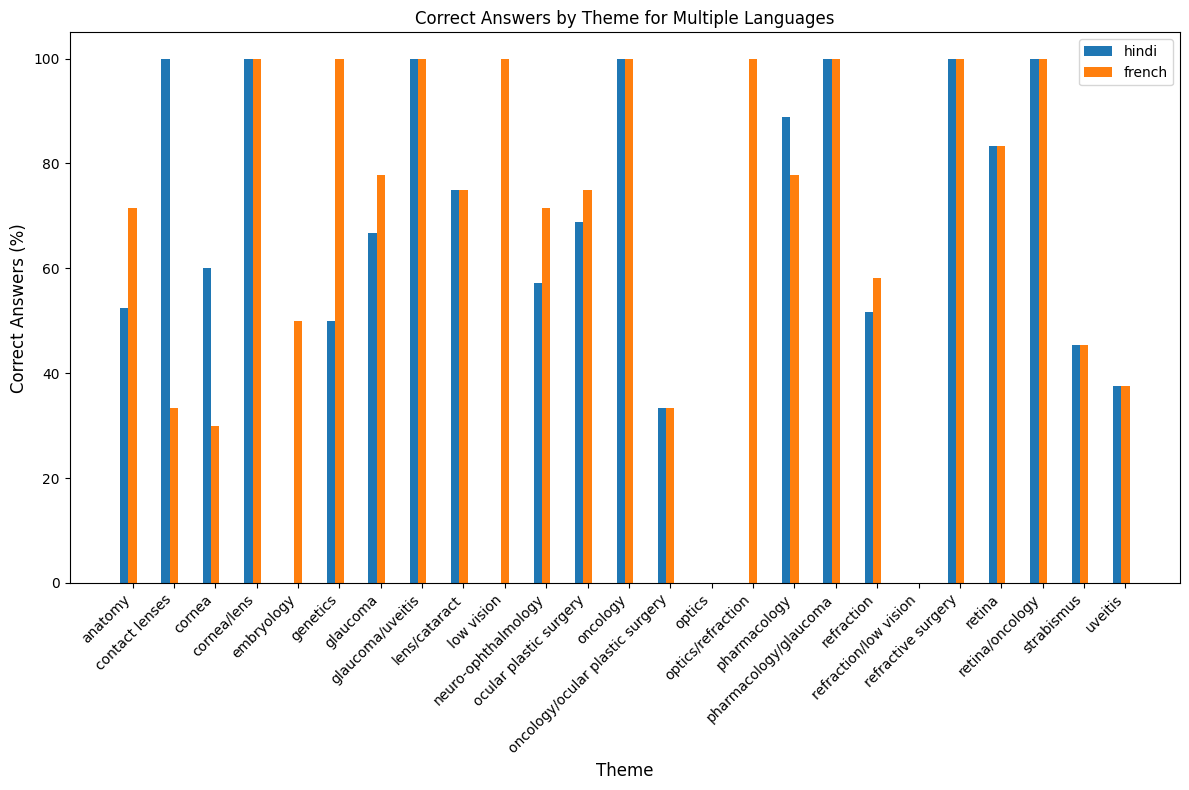 Correct Answers by Theme for Multiple Languages
hindi
french
Correct Answers (%)
100
80
60
40
20
0
anatomy
contact lenses
cornea
cornea/lens
embryology
genetics
glaucoma
glaucoma/uveitis
lens/cataract
low vision
neuro-ophthalmology
ocular plastic surgery
oncology
oncology/ocular plastic surgery
optics
optics/refraction
pharmacology
pharmacology/glaucoma
refraction
refraction/low vision
refractive surgery
retina
retina/oncology
strabismus
uveitis
Theme